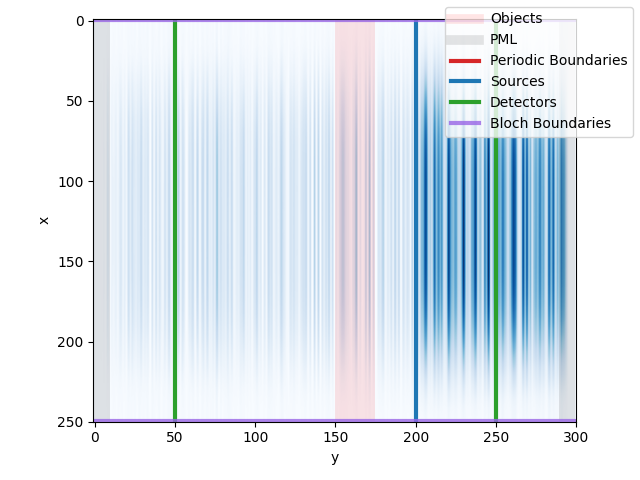 Objects
PML
Periodic Boundaries
Sources
Detectors
Bloch Boundaries
0
50
100
150
200
250
x
0
50
100
150
200
250
300
y